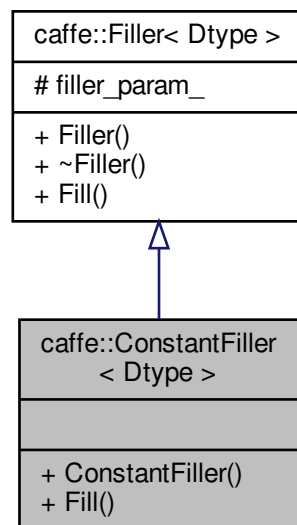 caffe::Filler< Dtype >
# filler_param_
+ Filler()
+ ~Filler()
+ Fill()
caffe::ConstantFiller
< Dtype >
+ ConstantFiller()
+ Fill()